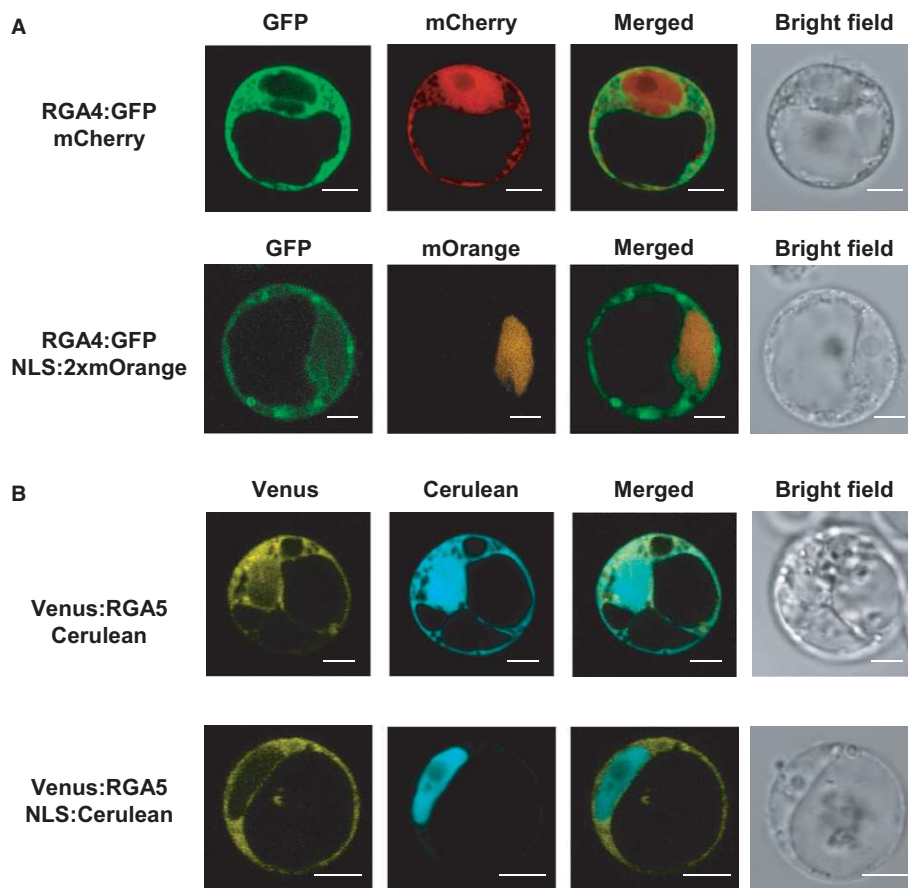 A
GFP mCherry Merged Bright field
RGA4:GFP
mCherry
GFP mOrange Merged Bright field
RGA4:GFP
NLS:2xmOrange
B
Venus Cerulean Merged Bright field
Venus:RGA5
Cerulean
Venus:RGA5
NLS:Cerulean